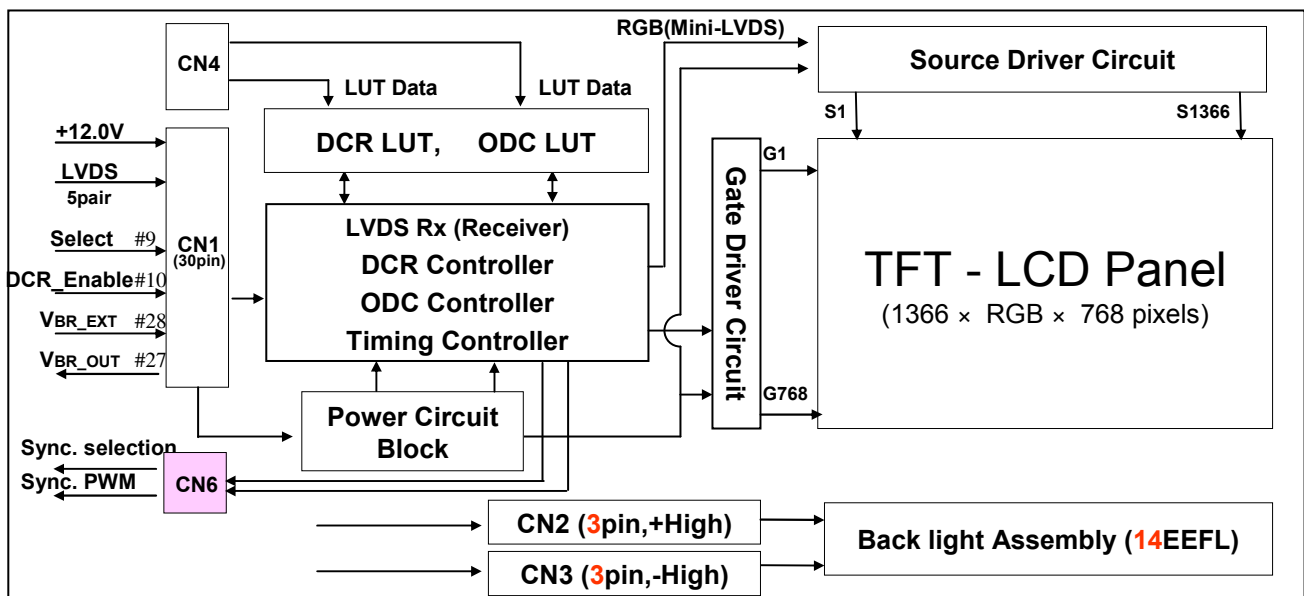 RGB(Mini-LVDS)
CN4
Source Driver Circuit
LUT Data
LUT Data
S1
S1366
+12.0V
DCR LUT, ODC LUT
LVDS
5pair
G1
CN1
(30pin)
Select #9
DCR_Enable#10
VBR_EXT #28
VBR_OUT #27
LVDS Rx (Receiver)
DCR Controller
ODC Controller
Timing Controller
Gate Driver Circuit
TFT - LCD Panel
(1366 × RGB × 768 pixels)
G768
Power Circuit
Block
Sync. selection
Sync. PWM
CN6
CN2 (3pin,+High)
CN3 (3pin,-High)
Back light Assembly (14EEFL)